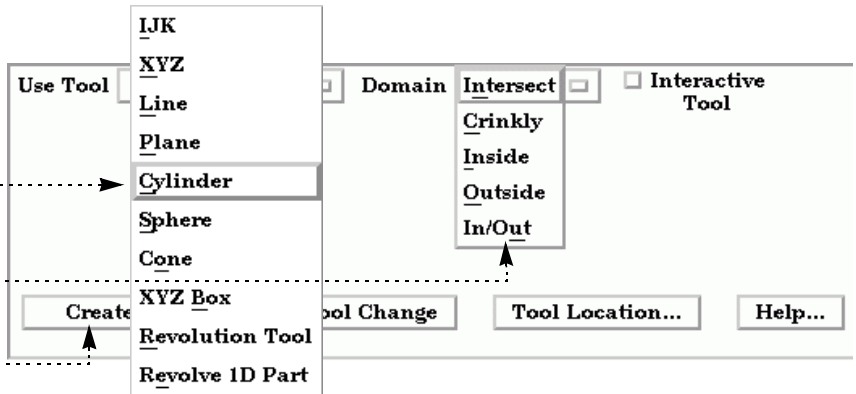 IJK
XYZ
Use Tool
Domain
Intersect
Interactive
Tool
Line
Crinkly
Plane
Inside
Cylinder
Outside
Sphere
In/Out
Cone
XYZ Box
Create
ool Change
Tool Location...
Help...
Revolution Tool
Revolve 1D Part